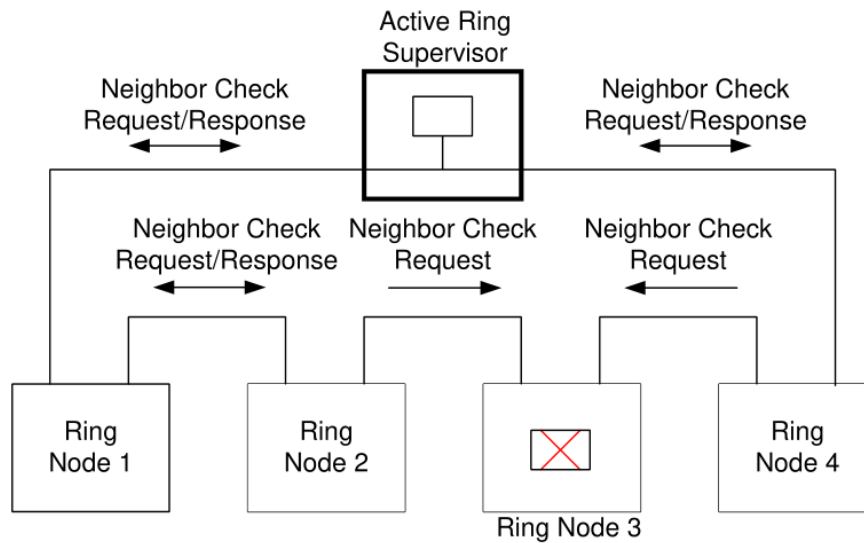 Active Ring
Supervisor
Neighbor Check
Request/Response
Neighbor Check
Request/Response
Neighbor Check
Request/Response
Neighbor Check
Request
Neighbor Check
Request
Ring
Node 1
Ring
Node 2
Ring Node 3
Ring
Node 4